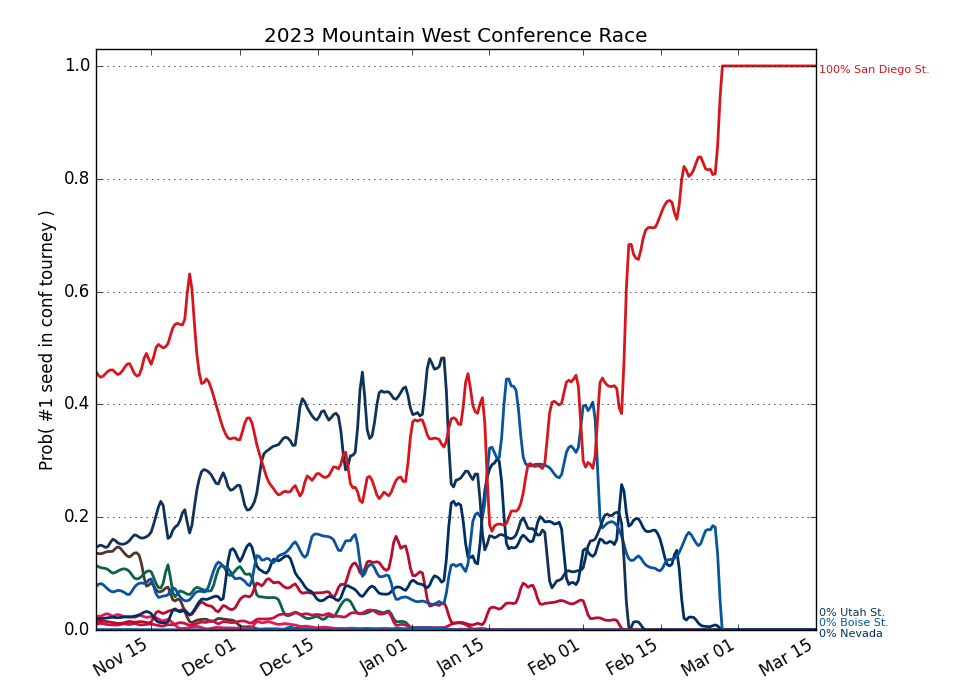 2023 Mountain West Conference Race
Prob( #1 seed in conf tourney )
1.0
0.8
0.6
0.4
0.2
0.0
100% San Diego St.
0% Utah St.
0% Boise St.
0% Nevada
Nov 15
Dec 01
Dec 15
Jan 01
Jan 15
Feb 01
Feb 15
Mar 01
Mar 15